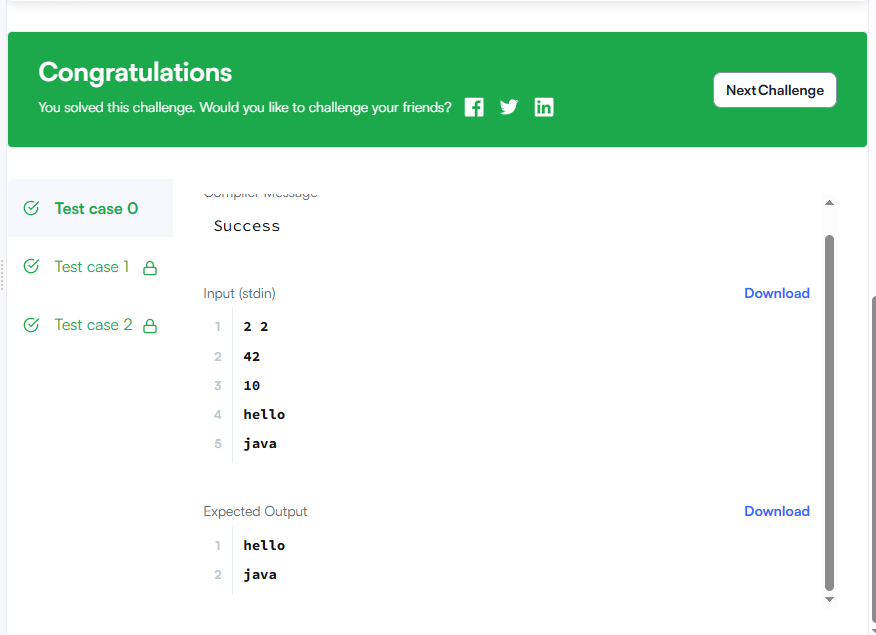 Congratulations
You solved this challenge. Would you like to challenge your friends?
Next Challenge
Test case 0
Test case 1
Test case 2
Compiler Message
Success
Input (stdin)
Download
1 2 2
2 42
3 10
4 hello
5 java
Expected Output
Download
1 hello
2 java